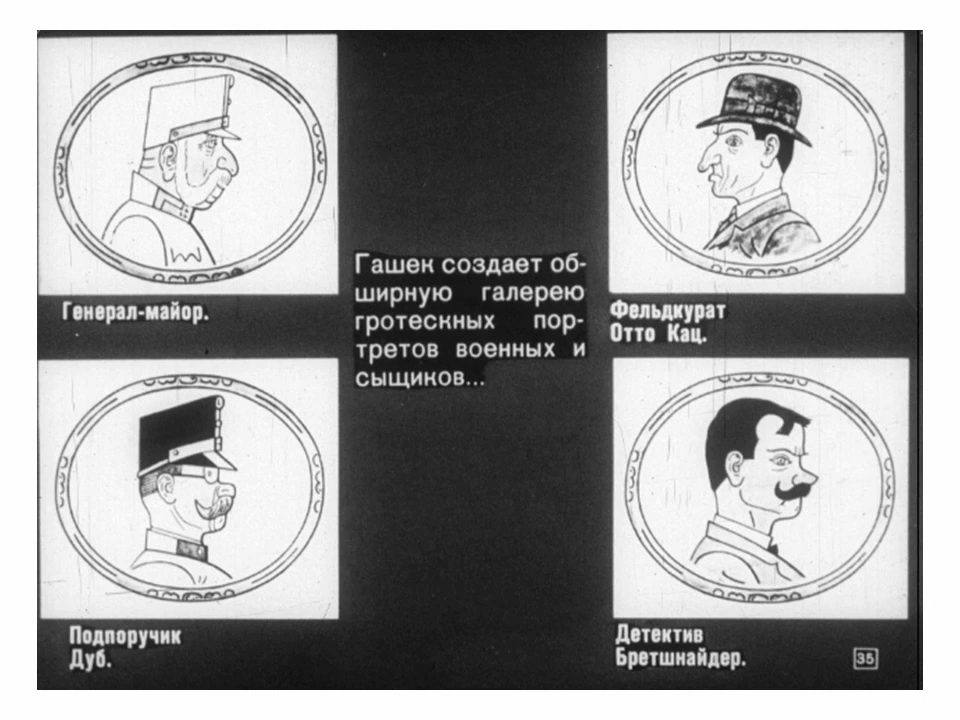 Генерал-майор.
Гашек создает об-
ширную галерею
гротескных пор-
третов военных и
сыщиков...
Фельдкурат
Отто Кац.
Подпоручик
Дуб.
Детектив
Бретшнайдер.
35